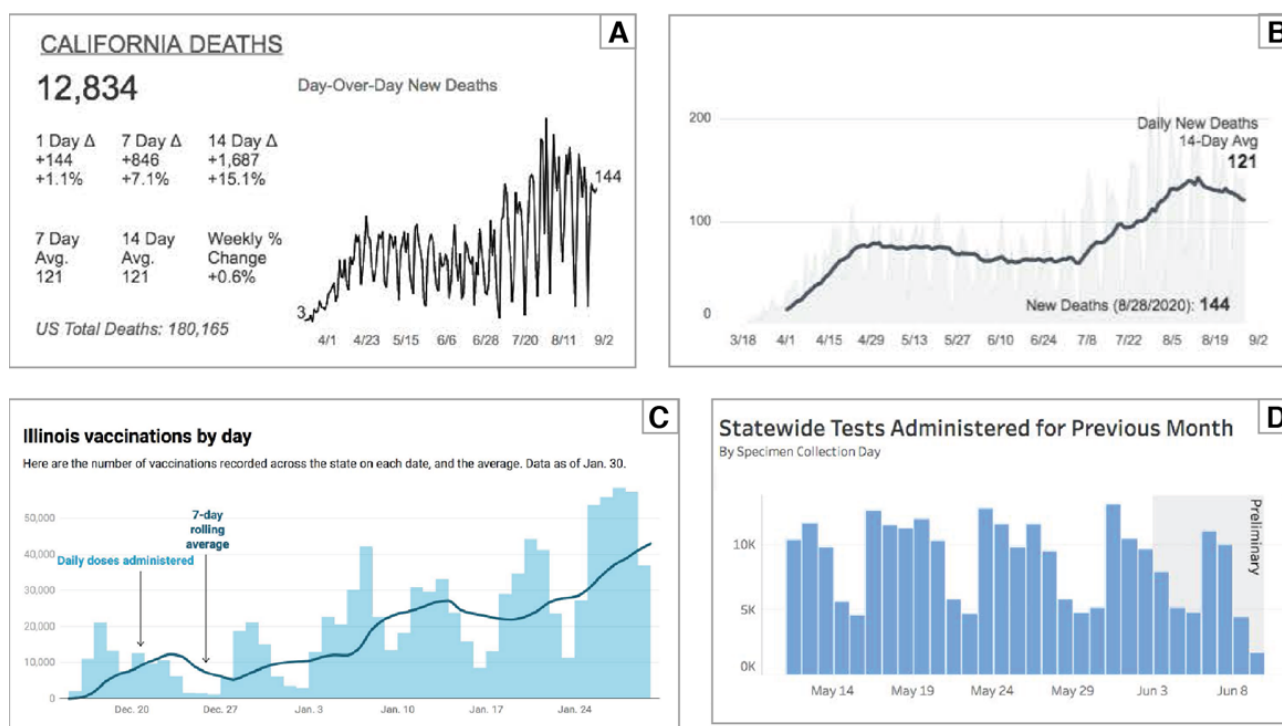 A
CALIFORNIA DEATHS
12,834
Day-Over-Day New Deaths
1 Day Δ 7 Day Δ 14 Day Δ
+144 +846 +1,687
+1.1% +7.1% +15.1%
144
7 Day 14 Day Weekly %
Avg. Avg. Change
121 121 +0.6%
3
US Total Deaths: 180,165
4/1 4/23 5/15 6/6 6/28 7/20 8/11 9/2
B
200
Daily New Deaths
14-Day Avg
121
100
New Deaths (8/28/2020): 144
0
3/18 4/1 4/15 4/29 5/13 5/27 6/10 6/24 7/8 7/22 8/5 8/19 9/2
C
Illinois vaccinations by day
Here are the number of vaccinations recorded across the state on each date, and the average. Data as of Jan. 30.
50,000
7-day
rolling
average
40,000
Daily doses administered
30,000
20,000
10,000
0
Dec. 20 Dec. 27 Jan. 3 Jan. 10 Jan. 17 Jan. 24
D
Statewide Tests Administered for Previous Month
By Specimen Collection Day
Preliminary
10K
5K
0K
May 14 May 19 May 24 May 29 Jun 3 Jun 8